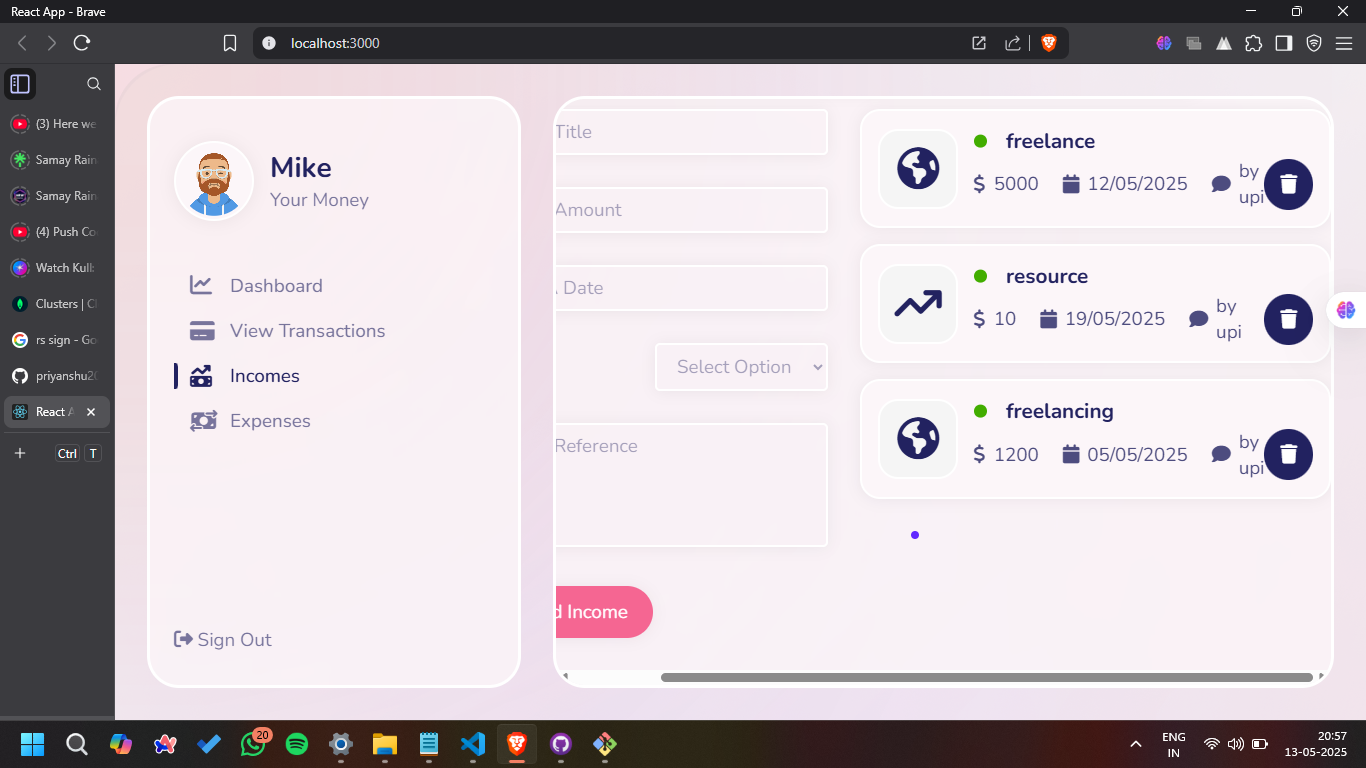 React App - Brave
localhost:3000
(3) Here we
Samay Rain
Samay Rain
(4) Push Co
Watch Kull
Clusters | C
rs sign - Go
priyanshu20
React A
Ctrl T
Mike
Your Money
Dashboard
View Transactions
Incomes
Expenses
Sign Out
Title
Amount
Date
Select Option
Reference
d Income
freelance
5000 12/05/2025 by upi
resource
10 19/05/2025 by upi
freelancing
1200 05/05/2025 by upi
20
ENG
IN
20:57
13-05-2025